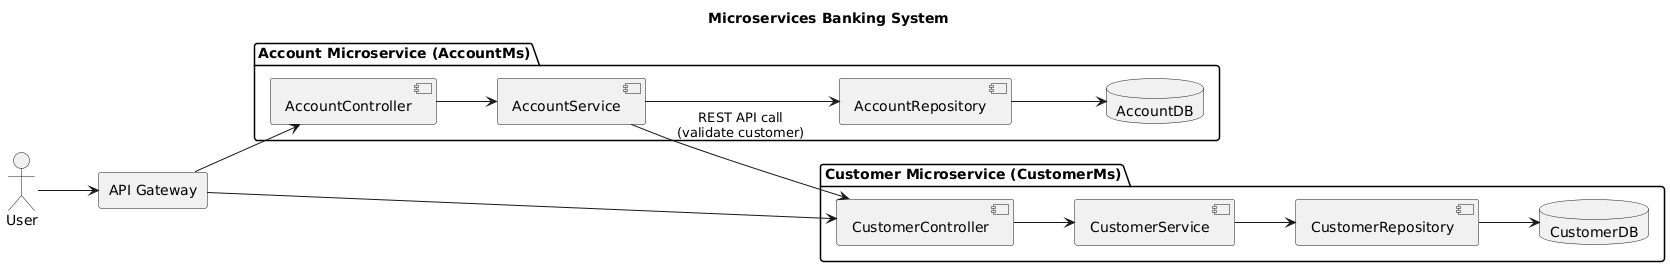 Microservices Banking System
Account Microservice (AccountMs)
AccountController
AccountService
AccountRepository
AccountDB
REST API call
(validate customer)
User
API Gateway
Customer Microservice (CustomerMs)
CustomerController
CustomerService
CustomerRepository
CustomerDB